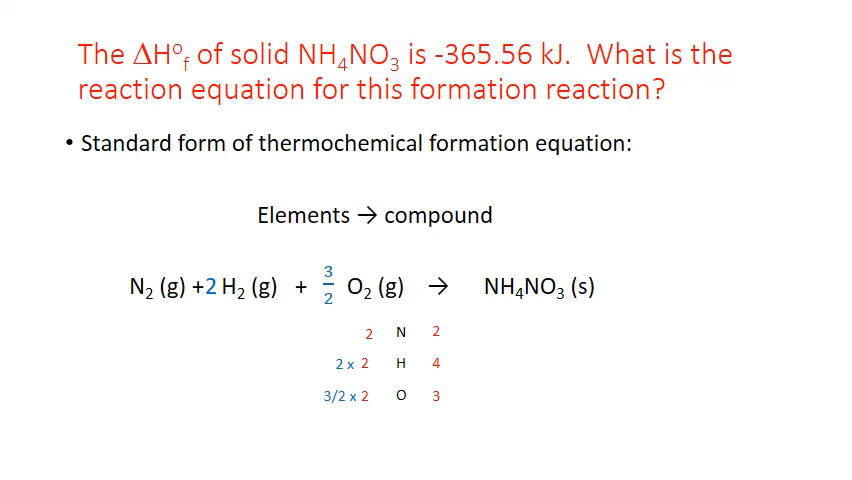 The ΔH°f of solid NH₄NO₃ is -365.56 kJ. What is the
reaction equation for this formation reaction?
• Standard form of thermochemical formation equation:
Elements → compound
N₂ (g) +2 H₂ (g) + 3/2 O₂ (g) → NH₄NO₃ (s)
2 N 2
2 x 2 H 4
3/2 x 2 O 3